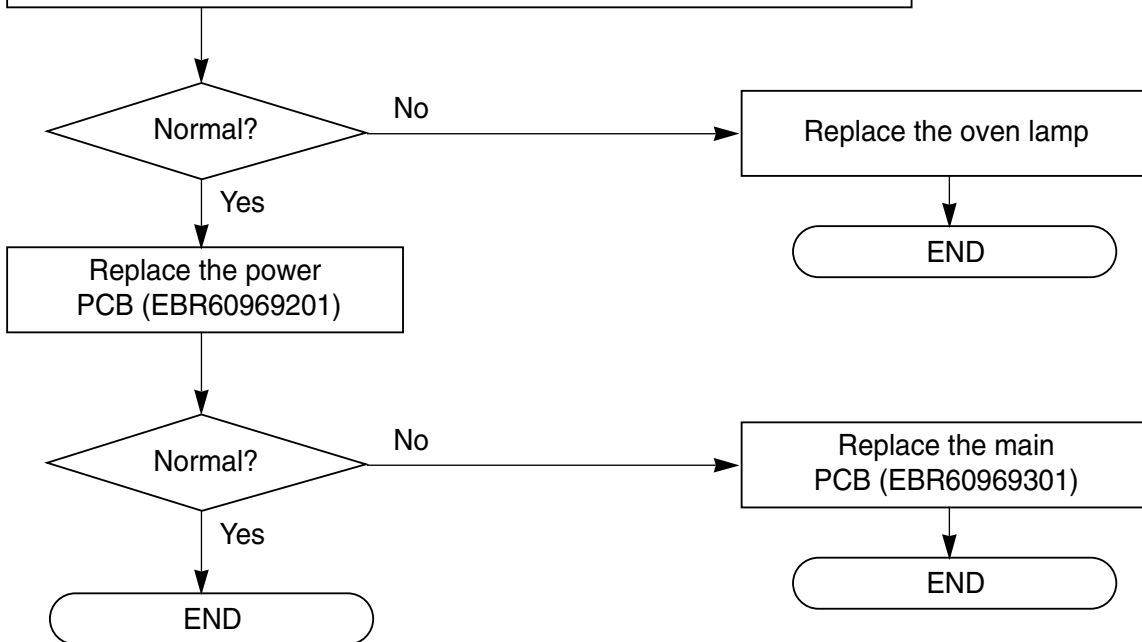 Normal?
No
Replace the oven lamp
Yes
END
Replace the power
PCB (EBR60969201)
Normal?
No
Replace the main
PCB (EBR60969301)
Yes
END
END